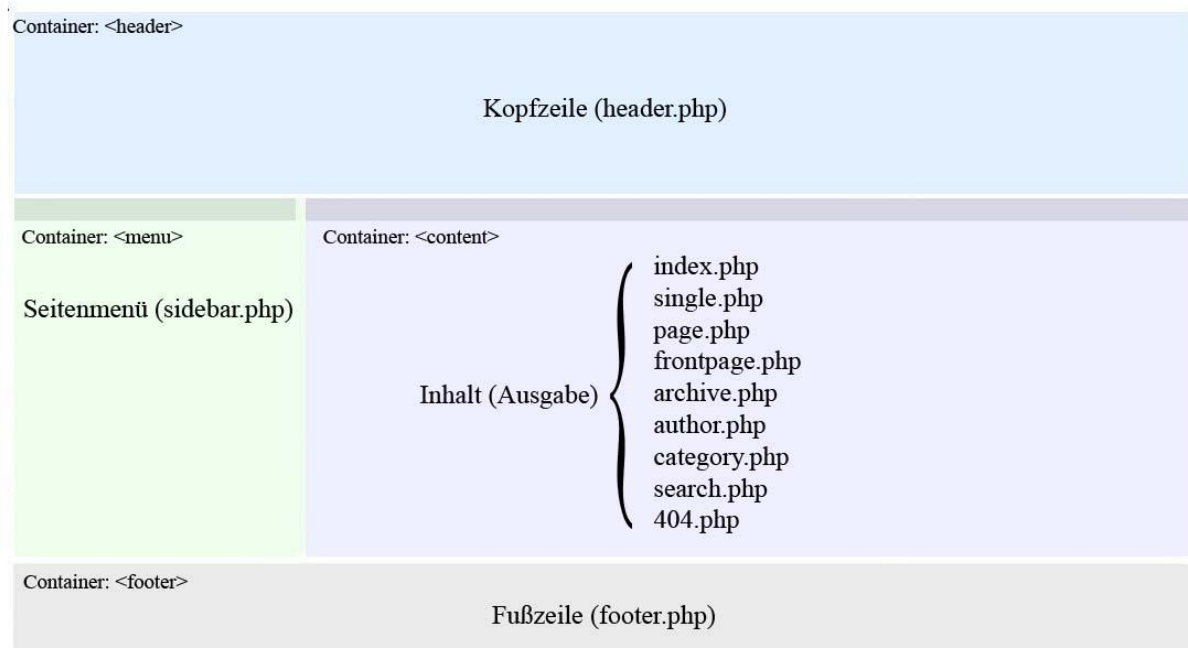 Container: <header>
Kopfzeile (header.php)
Container: <menu>
Seitenmenü (sidebar.php)
Container: <content>
Inhalt (Ausgabe)
index.php
single.php
page.php
frontpage.php
archive.php
author.php
category.php
search.php
404.php
Container: <footer>
Fußzeile (footer.php)